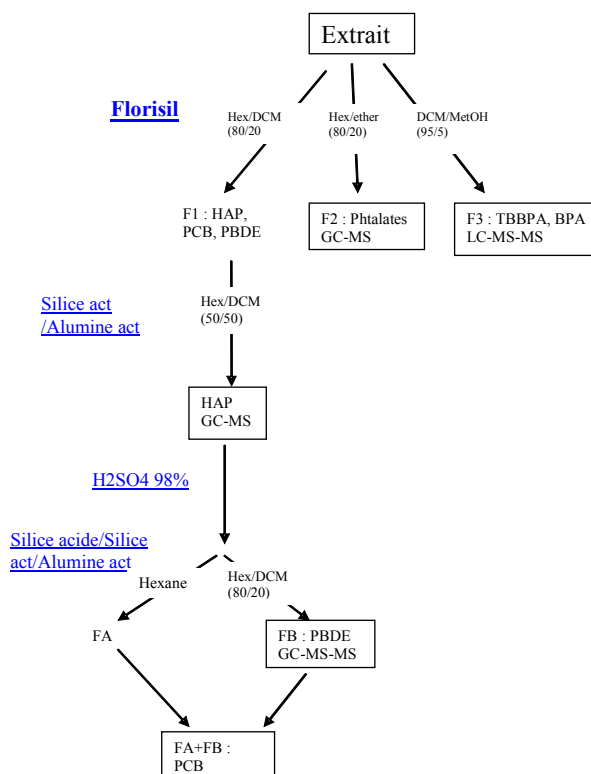 Extrait
Florisil
Hex/DCM
(80/20
Hex/ether
(80/20)
DCM/MetOH
(95/5)
F1 : HAP,
PCB, PBDE
F2 : Phtalates
GC-MS
F3 : TBBPA, BPA
LC-MS-MS
Silice act
/Alumine act
Hex/DCM
(50/50)
HAP
GC-MS
H2SO4 98%
Silice acide/Silice
act/Alumine act
Hexane
Hex/DCM
(80/20)
FA
FB : PBDE
GC-MS-MS
FA+FB :
PCB